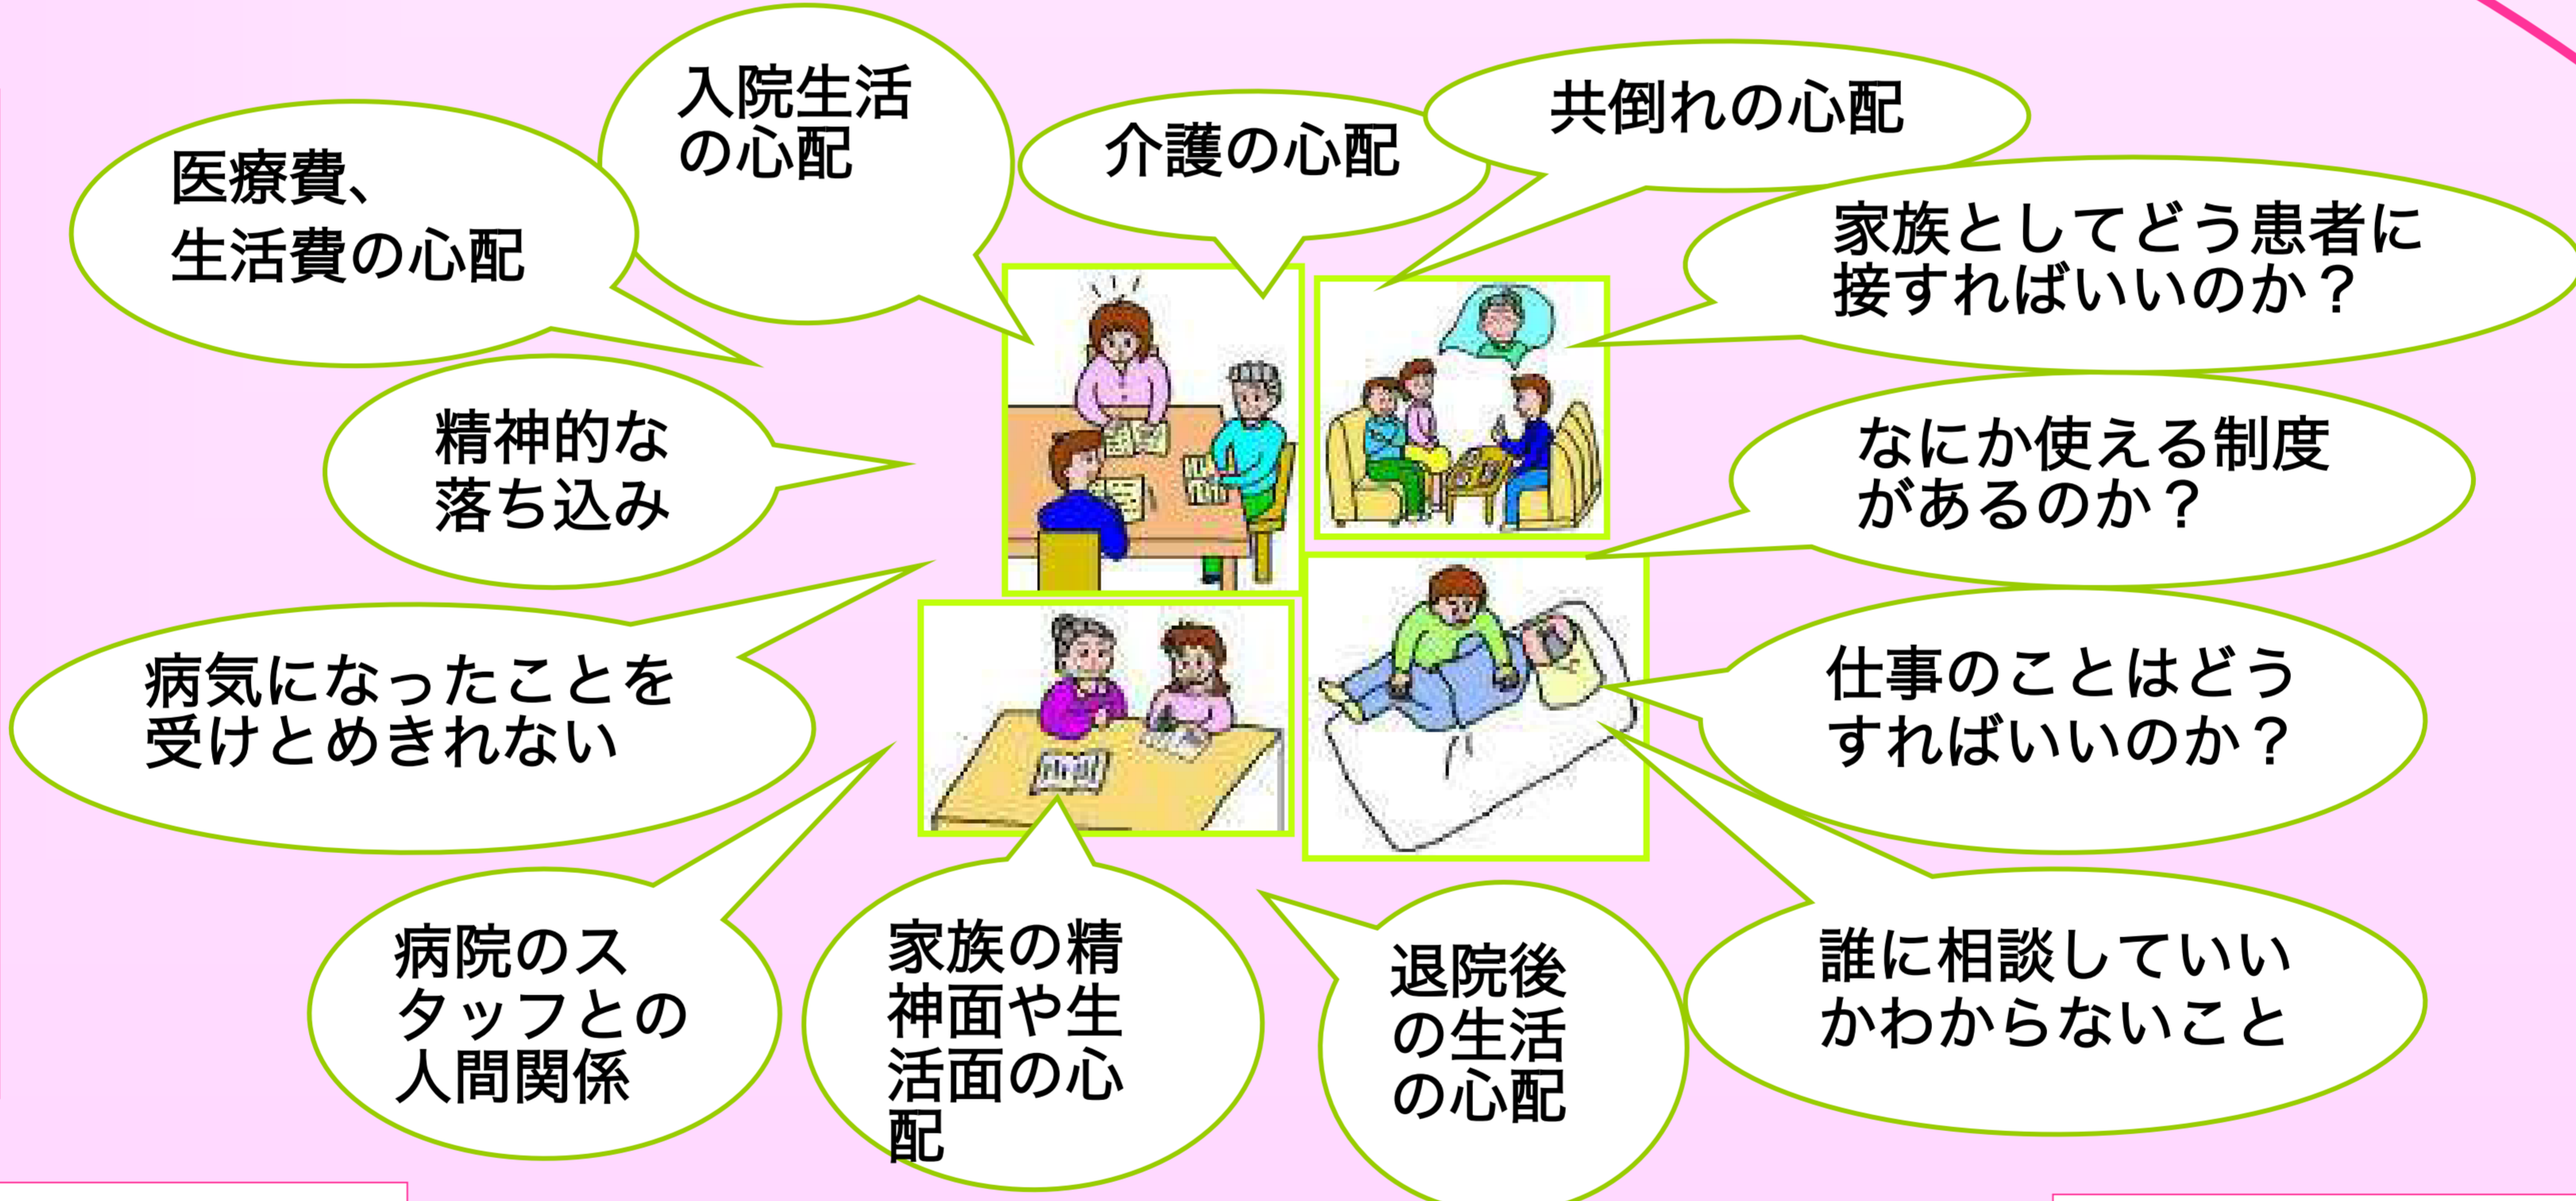 入院生活
の心配
介護の心配
共倒れの心配
医療費、
生活費の心配
家族としてどう患者に
接すればいいのか？
精神的な
落ち込み
なにか使える制度
があるのか？
病気になったことを
受けとめきれない
仕事のことはどう
すればいいのか？
病院のス
タッフとの
人間関係
家族の精
神面や生
活面の心
配
退院後
の生活
の心配
誰に相談していい
かわからないこと